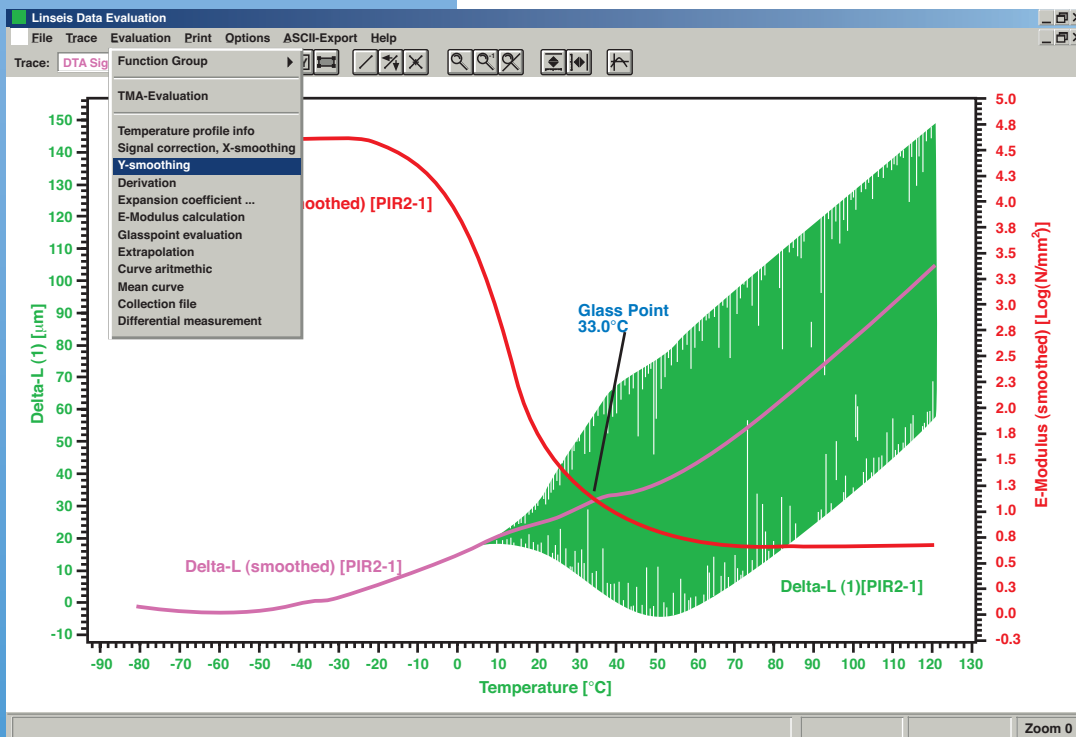 Linseis Data Evaluation
File Trace Evaluation Print Options ASCII-Export Help
Trace: DTA Sig
Function Group
TMA-Evaluation
Temperature profile info
Signal correction, X-smoothing
Y-smoothing
Derivation
Expansion coefficient ...
E-Modulus calculation
Glasspoint evaluation
Extrapolation
Curve aritmethic
Mean curve
Collection file
Differential measurement
oothed) [PIR2-1]
Glass Point
33.0°C
Delta-L (smoothed) [PIR2-1]
Delta-L (1)[PIR2-1]
Delta-L (1) [µm]
150
140
130
120
110
100
90
80
70
60
50
40
30
20
10
0
-10
5.0
4.8
4.5
4.3
4.0
3.8
3.5
3.3
3.0
2.8
2.5
2.3
2.0
1.8
1.5
1.3
1.0
0.8
0.5
0.3
0.0
-0.3
E-Modulus (smoothed) [Log(N/mm²)]
-90 -80 -70 -60 -50 -40 -30 -20 -10 0 10 20 30 40 50 60 70 80 90 100 110 120 130
Temperature [°C]
Zoom 0